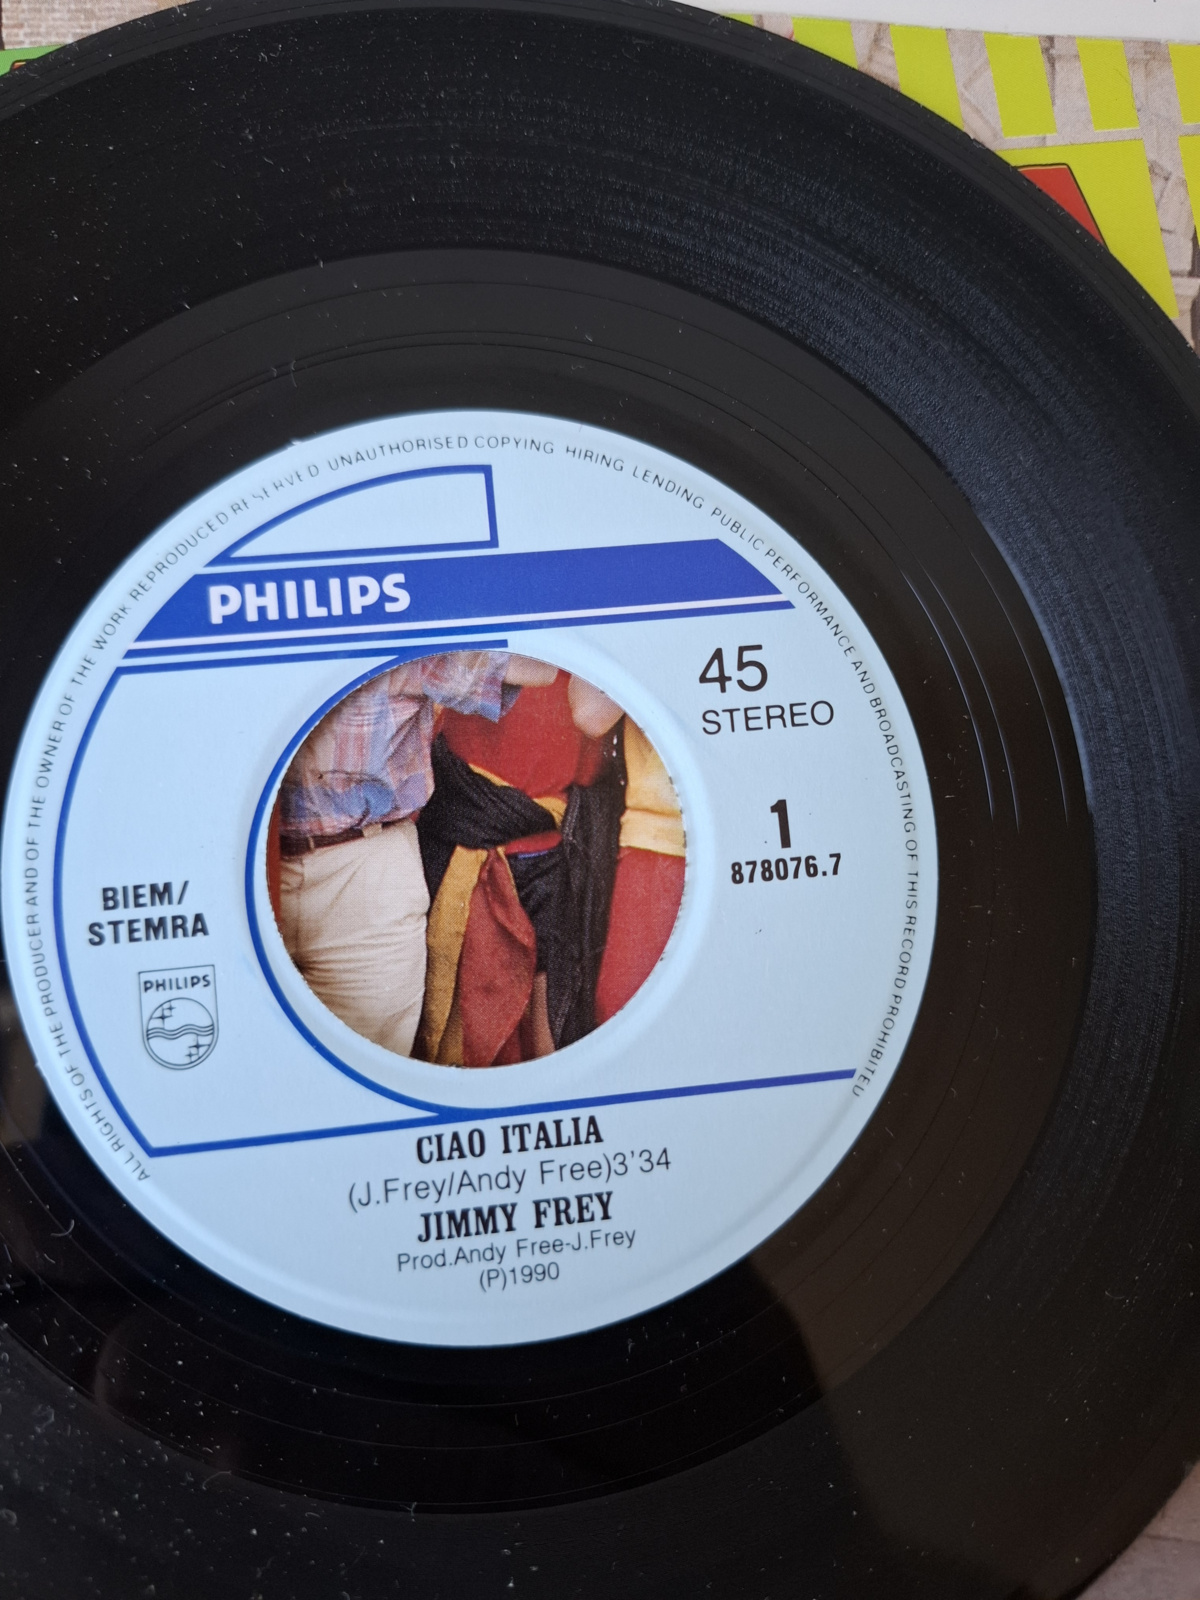 ALL RIGHTS OF THE PRODUCER AND OF THE OWNER OF THE WORK REPRODUCED RESERVED UNAUTHORISED COPYING HIRING LENDING PUBLIC PERFORMANCE AND BROADCASTING OF THIS RECORD PROHIBITED
PHILIPS
45
STEREO
1
878076.7
BIEM/
STEMRA
PHILIPS
CIAO ITALIA
(J.Frey/Andy Free)3'34
JIMMY FREY
Prod.Andy Free-J.Frey
(P)1990